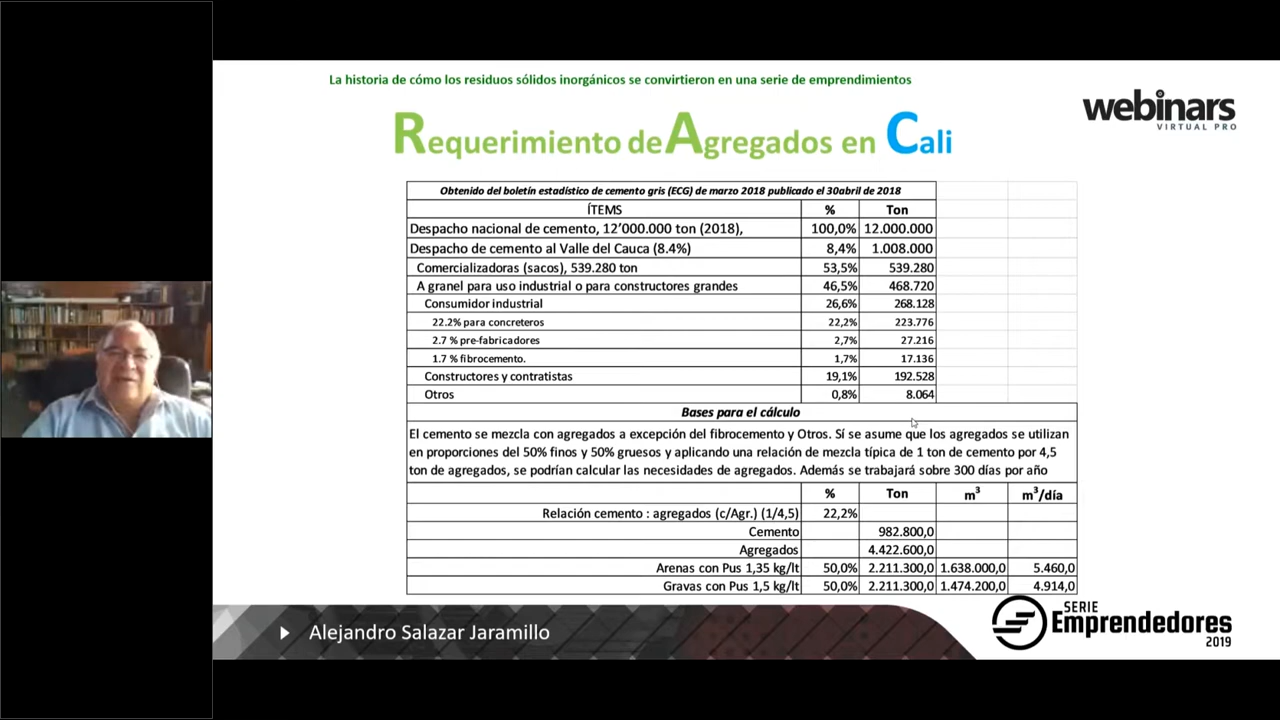 La historia de cómo los residuos sólidos inorgánicos se convirtieron en una serie de emprendimientos
webinars
VIRTUAL PRO
Requerimiento de Agregados en Cali
Obtenido del boletín estadístico de cemento gris (ECG) de marzo 2018 publicado el 30abril de 2018
ÍTEMS % Ton
Despacho nacional de cemento, 12'000.000 ton (2018), 100,0% 12.000.000
Despacho de cemento al Valle del Cauca (8.4%) 8,4% 1.008.000
Comercializadoras (sacos), 539.280 ton 53,5% 539.280
A granel para uso industrial o para constructores grandes 46,5% 468.720
Consumidor industrial 26,6% 268.128
22.2% para concreteros 22,2% 223.776
2.7 % pre-fabricadores 2,7% 27.216
1.7 % fibrocemento. 1,7% 17.136
Constructores y contratistas 19,1% 192.528
Otros 0,8% 8.064
Bases para el cálculo
El cemento se mezcla con agregados a excepción del fibrocemento y Otros. Sí se asume que los agregados se utilizan
en proporciones del 50% finos y 50% gruesos y aplicando una relación de mezcla típica de 1 ton de cemento por 4,5
ton de agregados, se podrían calcular las necesidades de agregados. Además se trabajará sobre 300 días por año
% Ton m³ m³/día
Relación cemento : agregados (c/Agr.) (1/4,5) 22,2%
Cemento 982.800,0
Agregados 4.422.600,0
Arenas con Pus 1,35 kg/lt 50,0% 2.211.300,0 1.638.000,0 5.460,0
Gravas con Pus 1,5 kg/lt 50,0% 2.211.300,0 1.474.200,0 4.914,0
Alejandro Salazar Jaramillo
SERIE
Emprendedores
2019